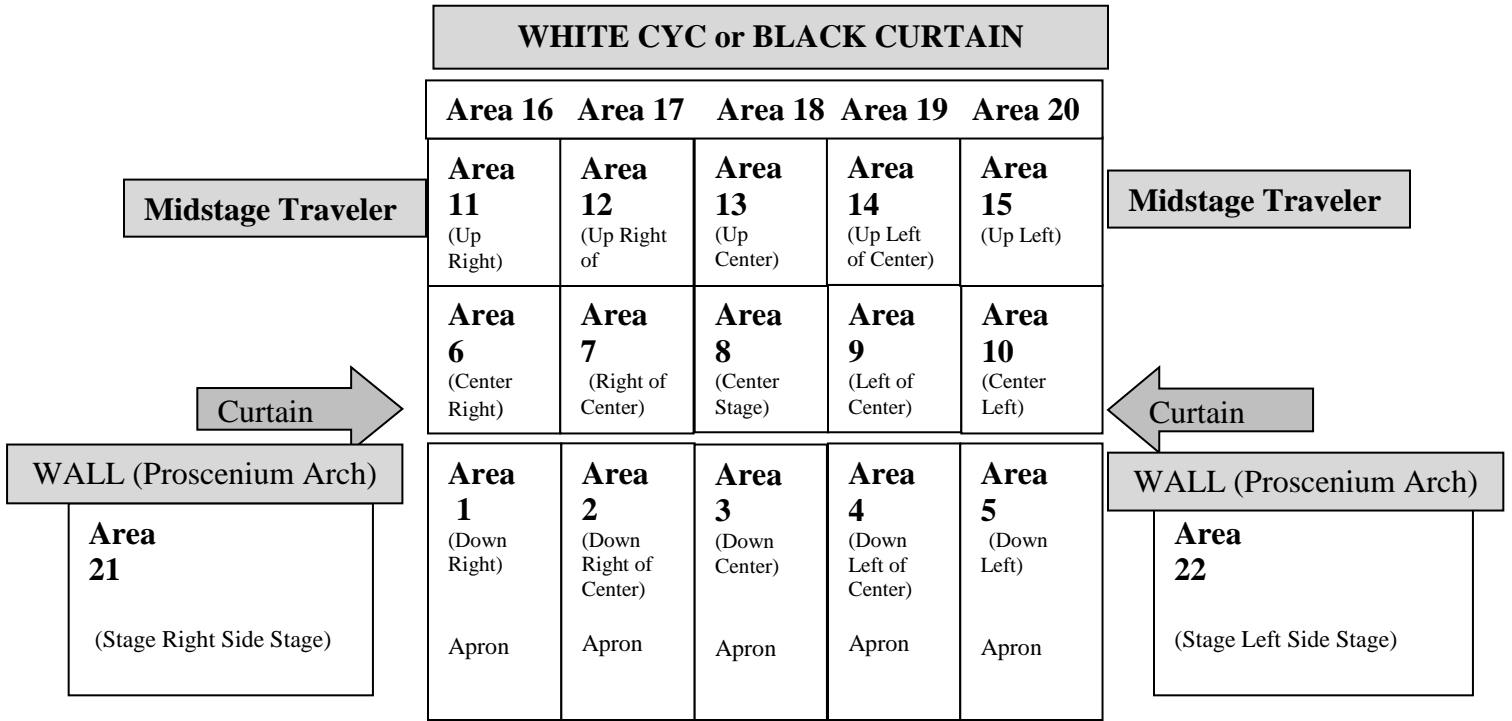 WHITE CYC or BLACK CURTAIN
Area 16 Area 17 Area 18 Area 19 Area 20
Midstage Traveler
Area
11
(Up
Right)
Area
12
(Up Right
of
Area
13
(Up
Center)
Area
14
(Up Left
of Center)
Area
15
(Up Left)
Midstage Traveler
Area
6
(Center
Right)
Area
7
(Right of
Center)
Area
8
(Center
Stage)
Area
9
(Left of
Center)
Area
10
(Center
Left)
Curtain
Curtain
WALL (Proscenium Arch)
WALL (Proscenium Arch)
Area
21
(Stage Right Side Stage)
Area
1
(Down
Right)
Apron
Area
2
(Down
Right of
Center)
Apron
Area
3
(Down
Center)
Apron
Area
4
(Down
Left of
Center)
Apron
Area
5
(Down
Left)
Apron
Area
22
(Stage Left Side Stage)